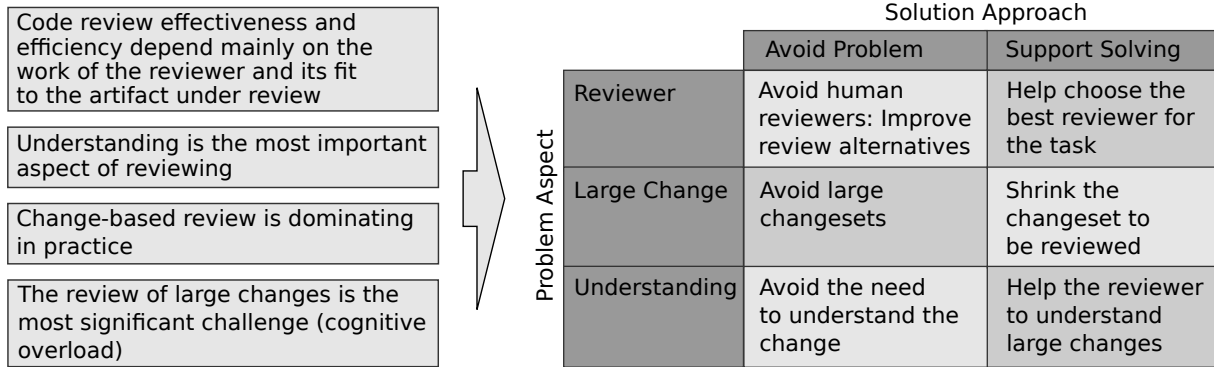 Code review effectiveness and
efficiency depend mainly on the
work of the reviewer and its fit
to the artifact under review
Understanding is the most important
aspect of reviewing
Change-based review is dominating
in practice
The review of large changes is the
most significant challenge (cognitive
overload)
Solution Approach
Problem Aspect
Avoid Problem
Support Solving
Reviewer
Avoid human
reviewers: Improve
review alternatives
Help choose the
best reviewer for
the task
Large Change
Avoid large
changesets
Shrink the
changeset to
be reviewed
Understanding
Avoid the need
to understand the
change
Help the reviewer
to understand
large changes